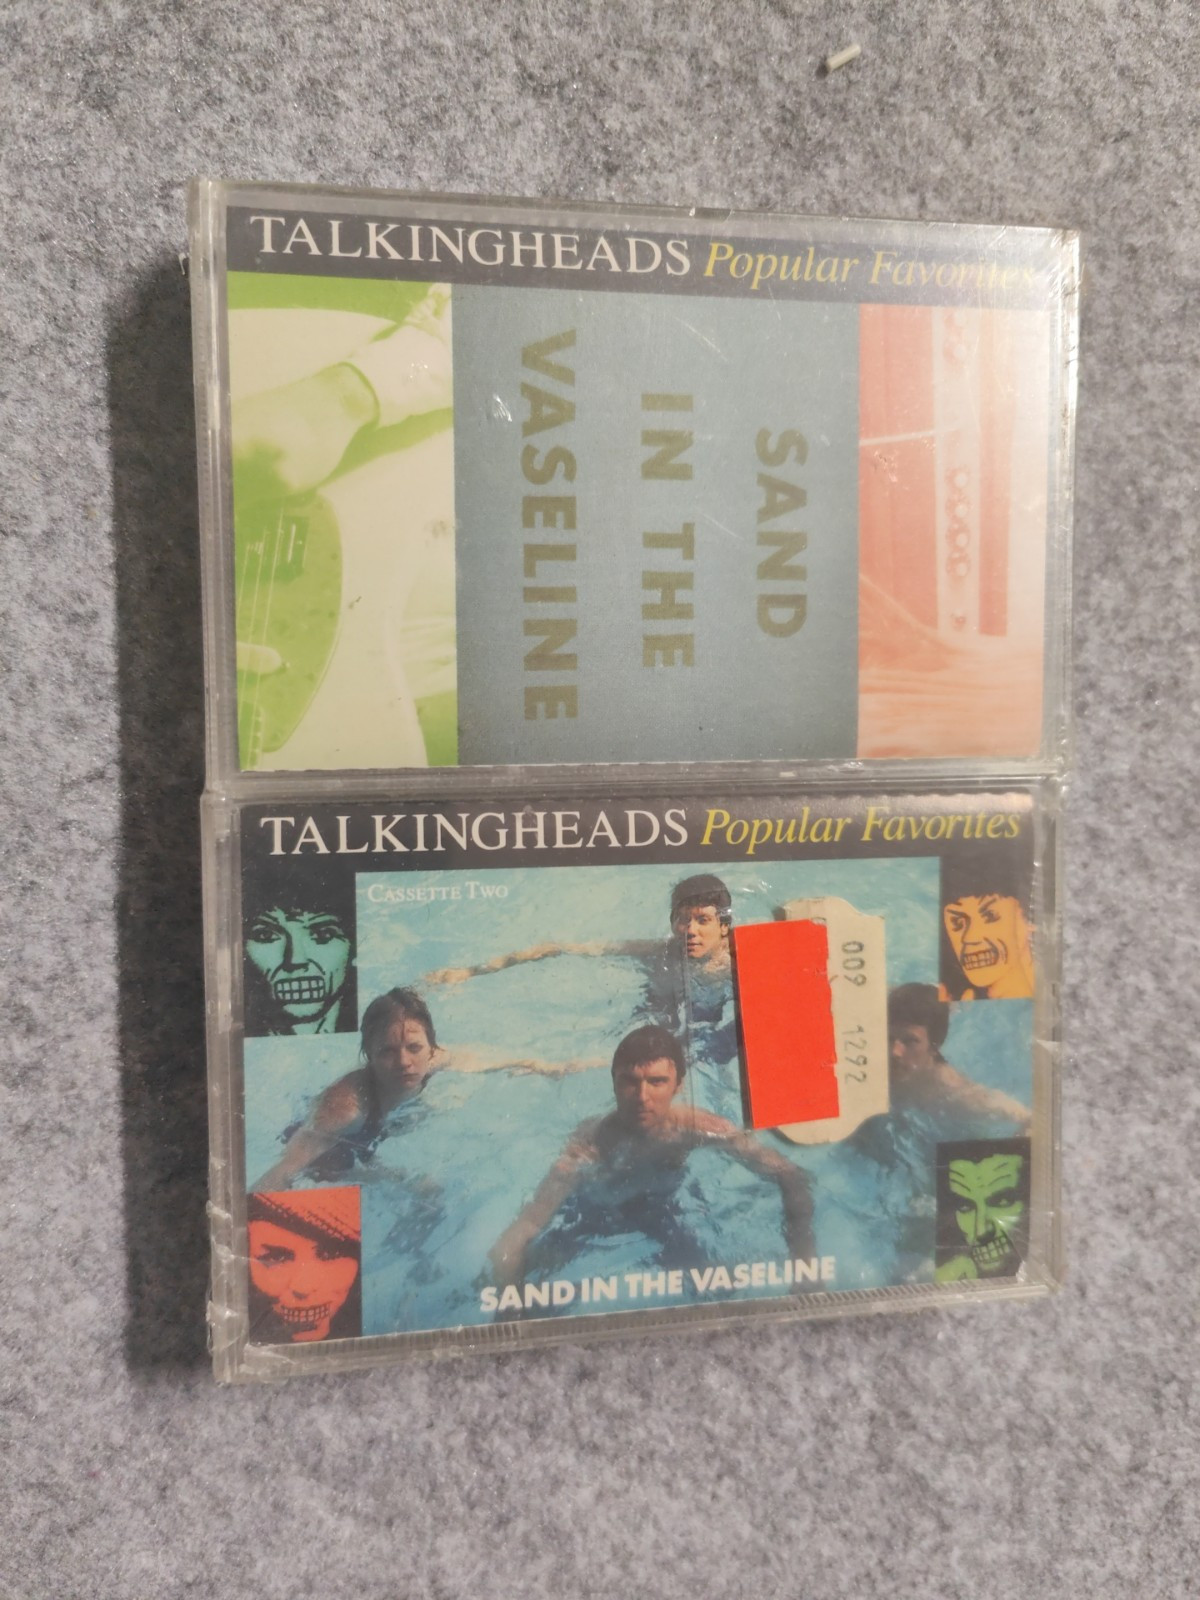 TALKINGHEADS Popular Favorites
SAND
IN THE
VASELINE
TALKINGHEADS Popular Favorites
CASSETTE TWO
009 1292
SAND IN THE VASELINE